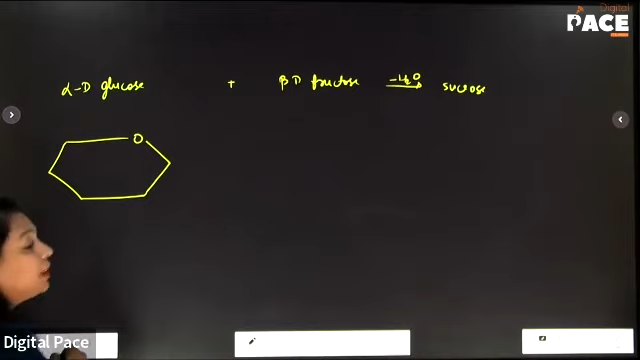 Digital
PACE
α-D glucose + β D fructose -H₂O → sucrose
O
Digital Pace